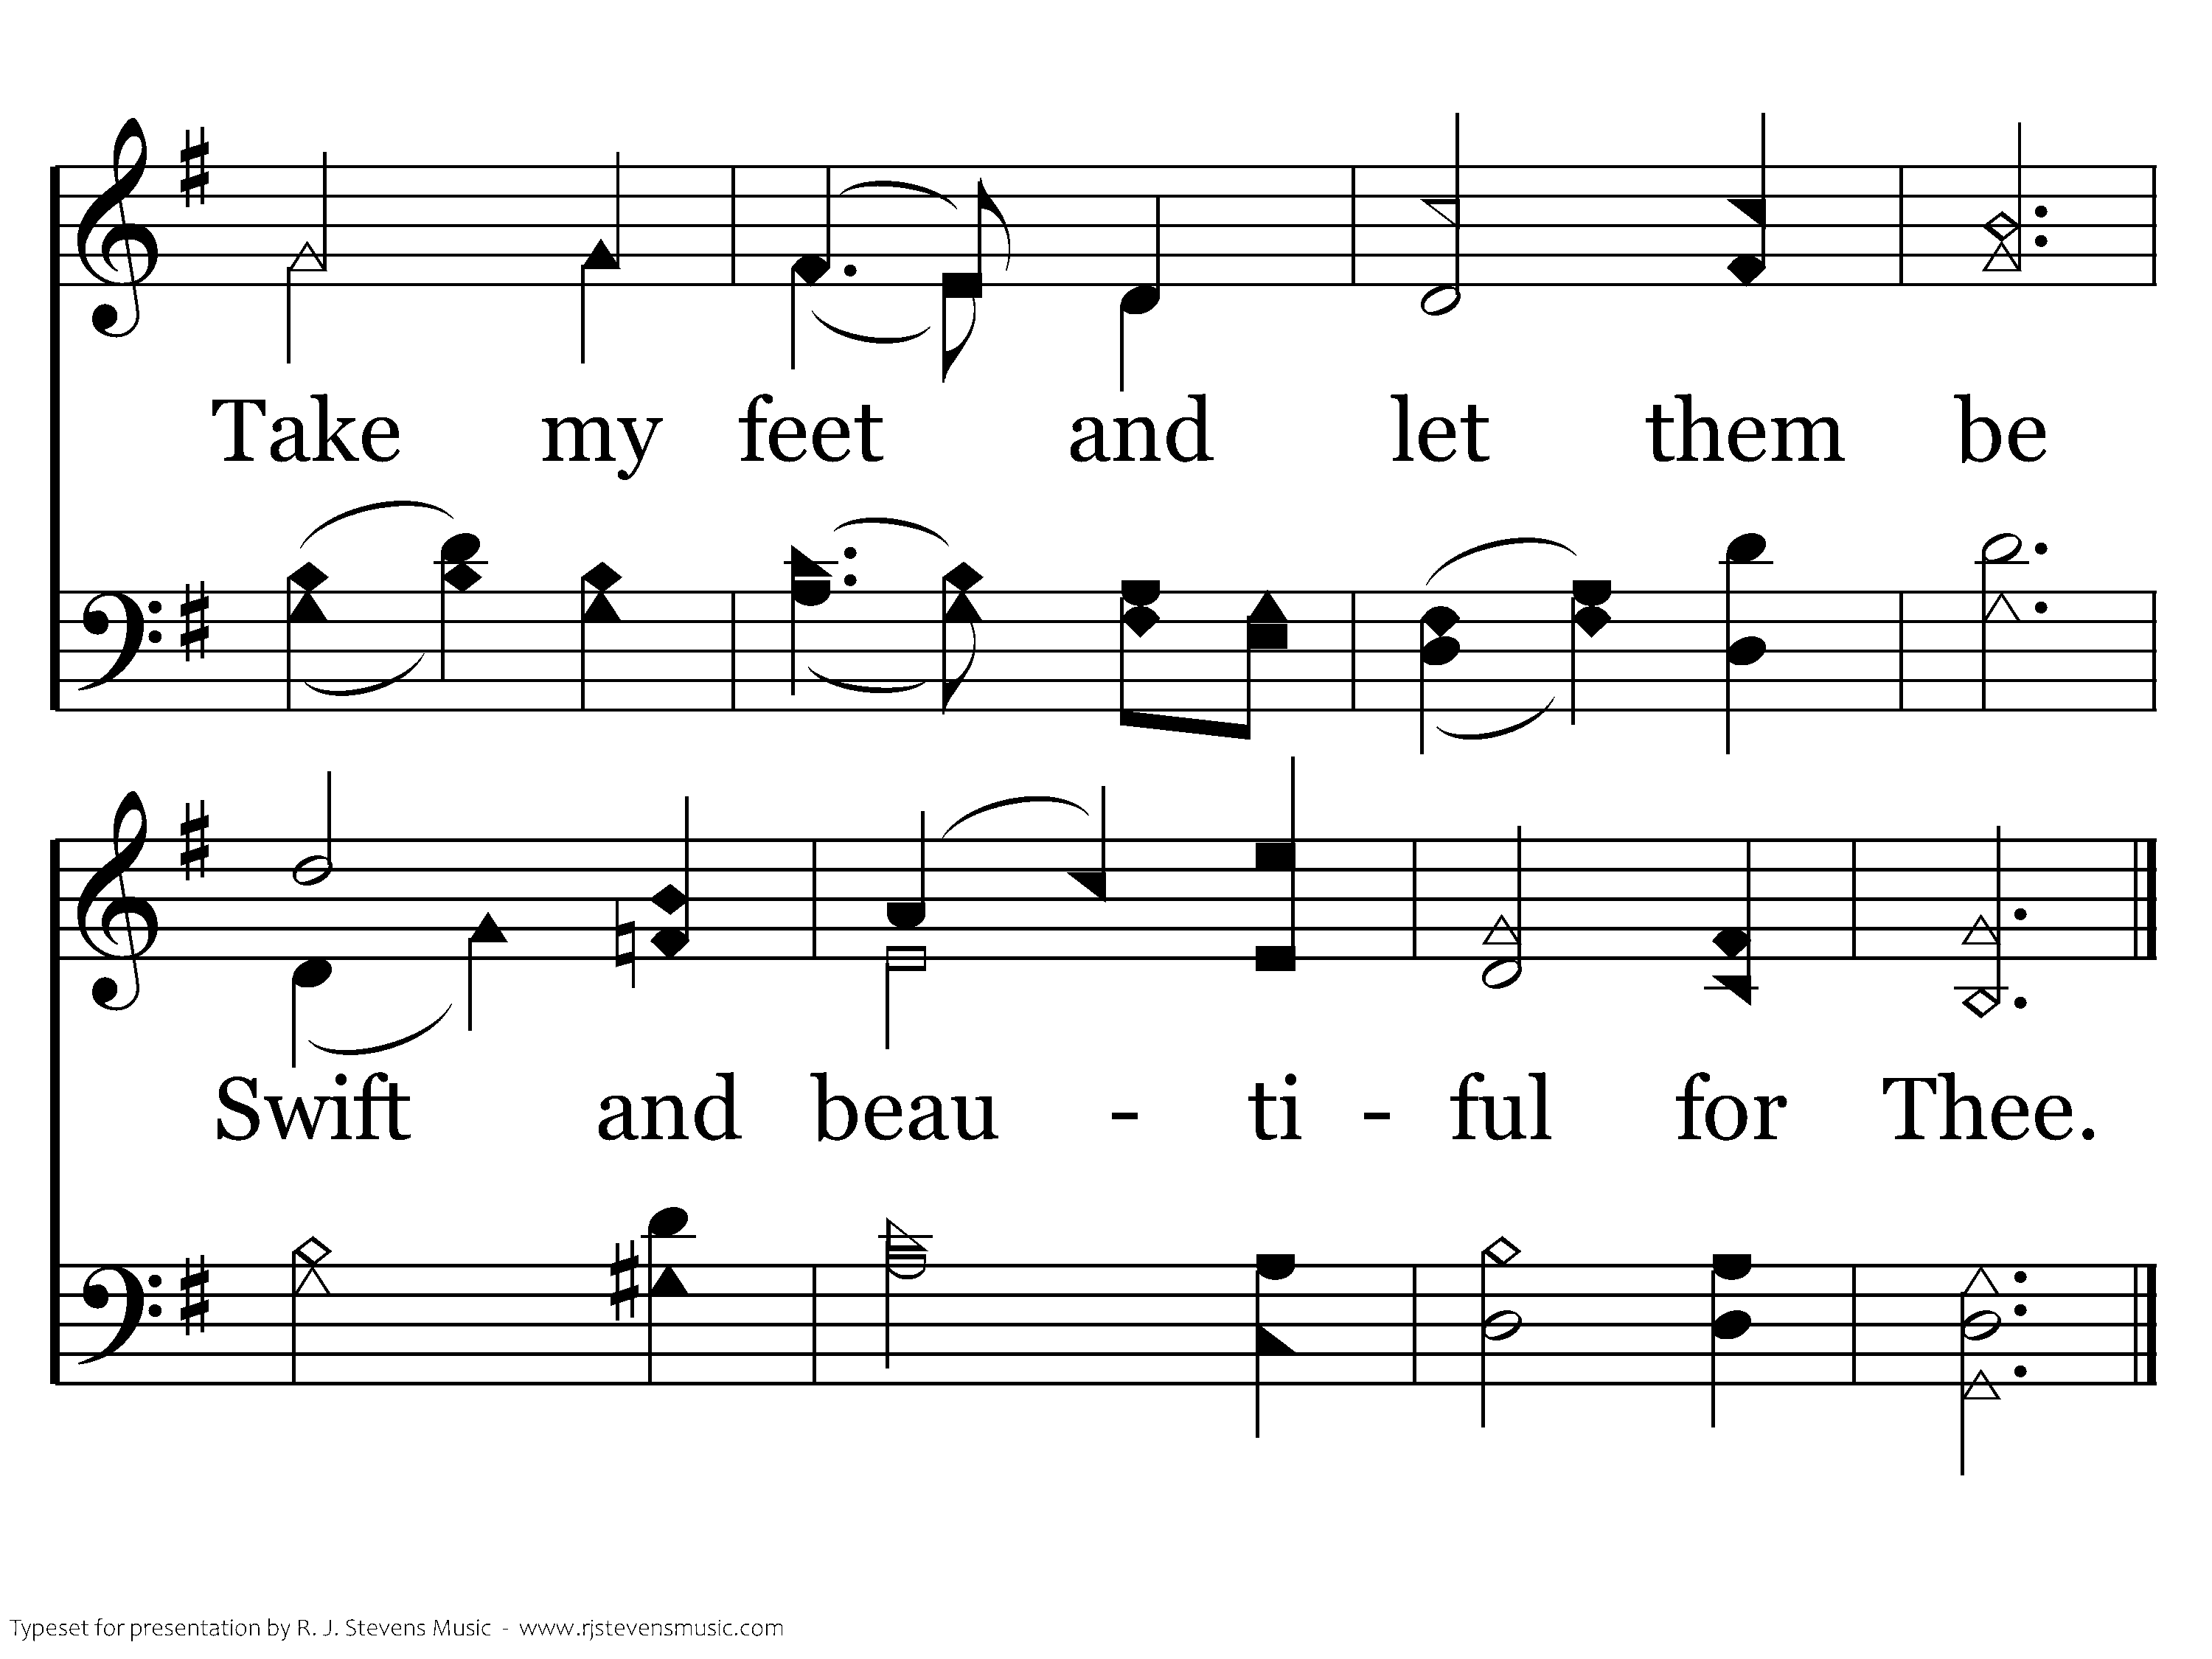 Take my feet and let them be
Swift and beau - ti - ful for Thee.
Typeset for presentation by R. J. Stevens Music - www.rjstevensmusic.com